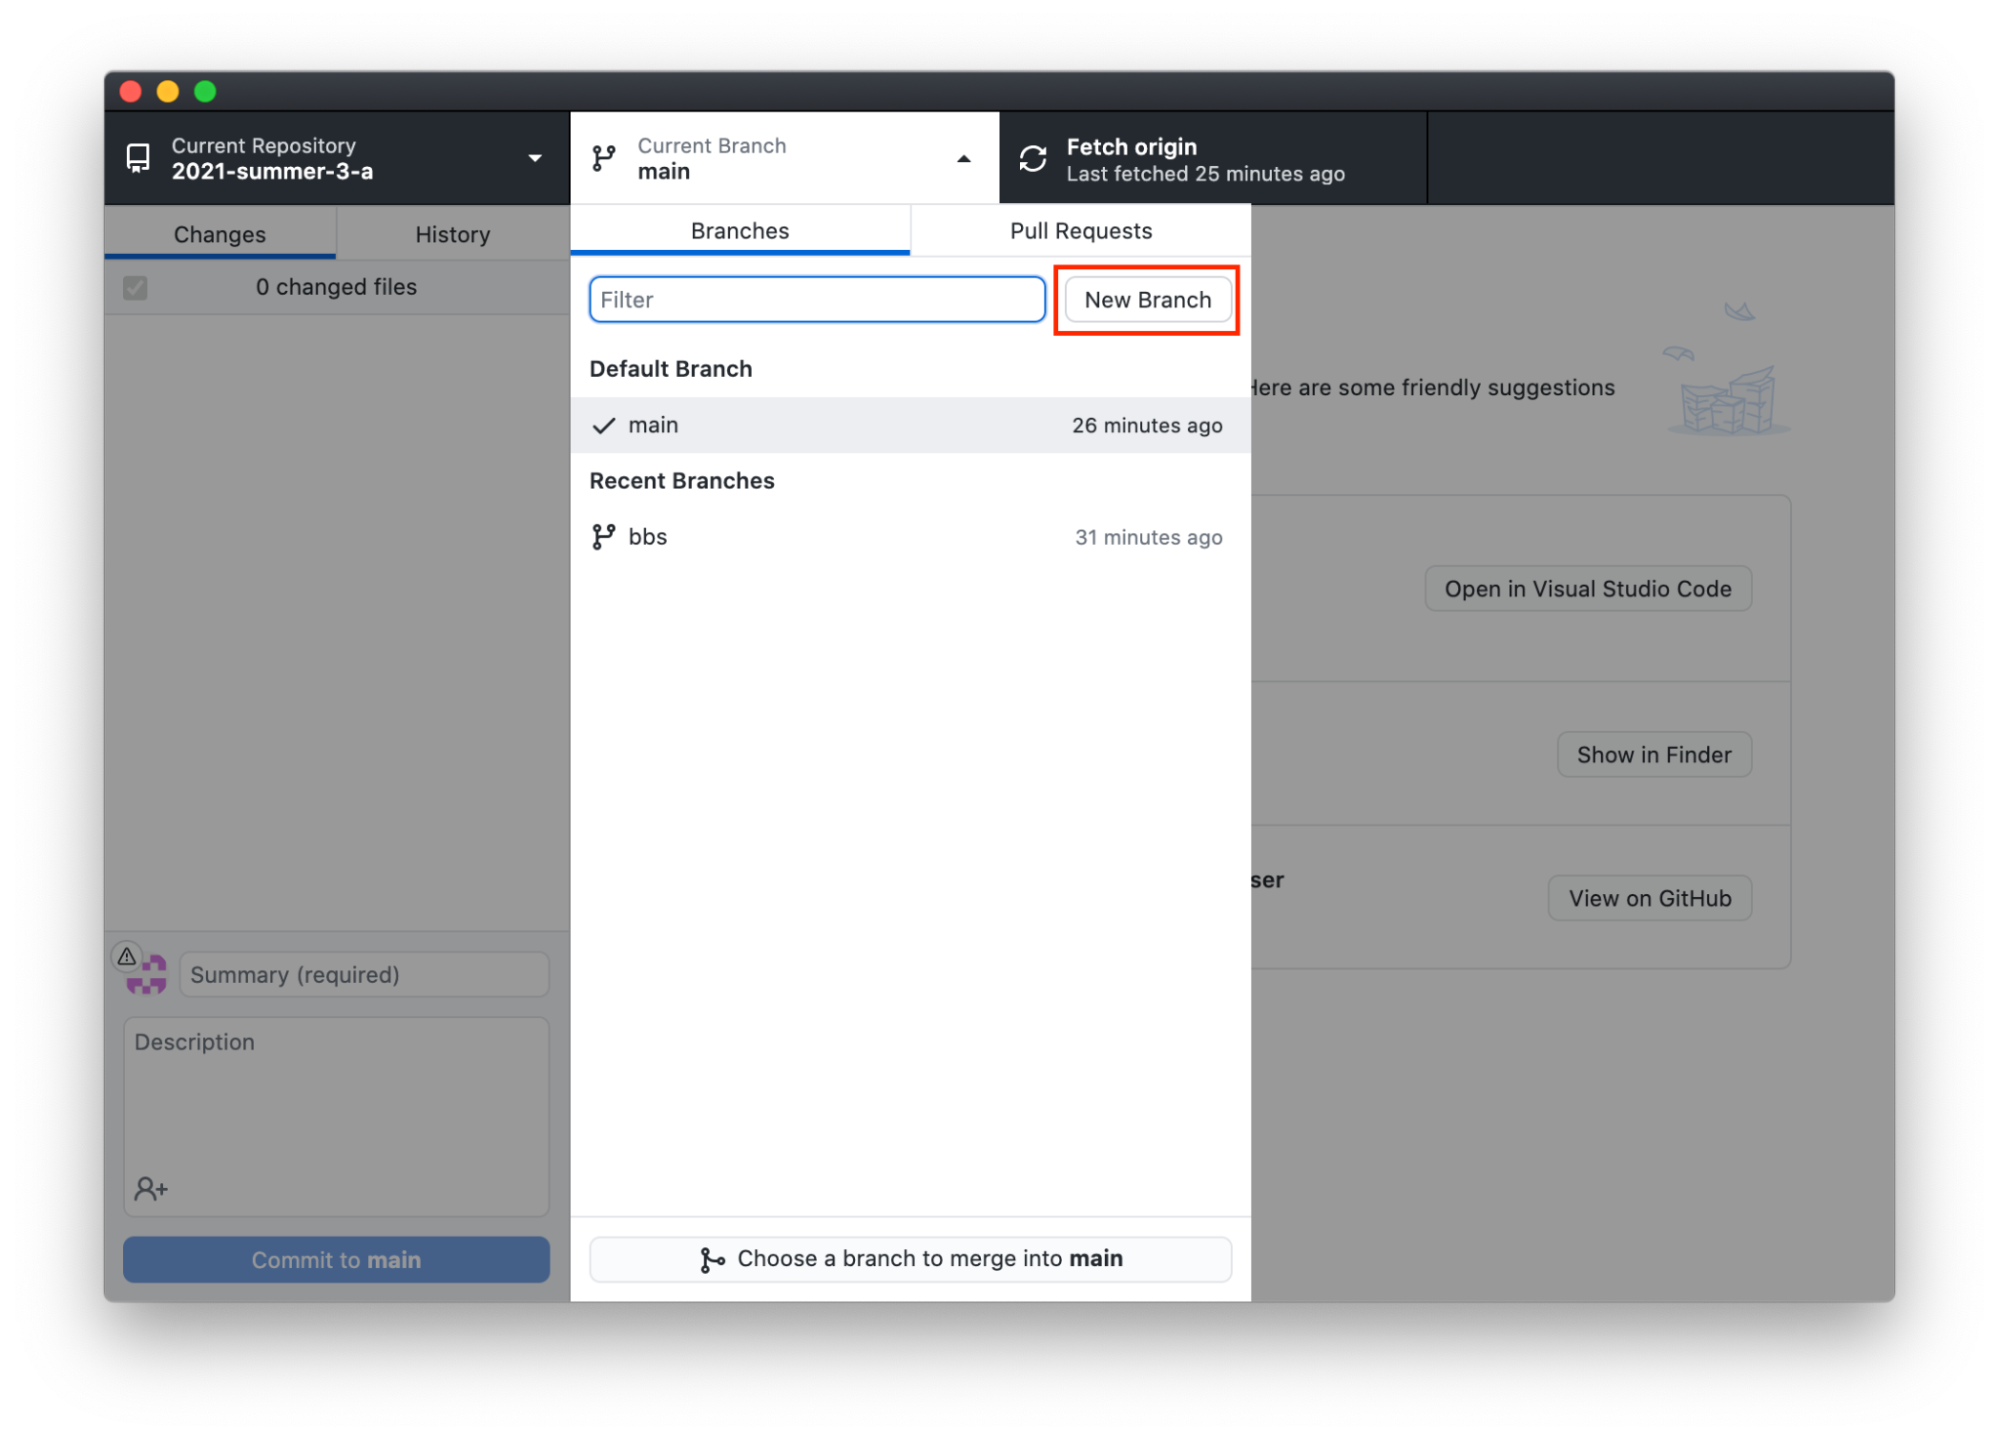 Current Repository
2021-summer-3-a
Current Branch
main
Fetch origin
Last fetched 25 minutes ago
Changes
History
0 changed files
Branches
Pull Requests
Filter
New Branch
Default Branch
main
26 minutes ago
Recent Branches
bbs
31 minutes ago
Here are some friendly suggestions
Open in Visual Studio Code
Show in Finder
ser
View on GitHub
Summary (required)
Description
Commit to main
Choose a branch to merge into main